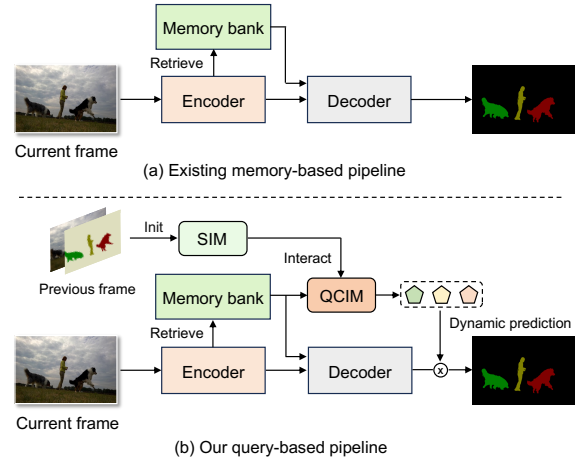 Memory bank
Retrieve
Encoder
Decoder
Current frame
(a) Existing memory-based pipeline
Init
SIM
Interact
Previous frame
Memory bank
QCIM
Retrieve
Dynamic prediction
Encoder
Decoder
x
Current frame
(b) Our query-based pipeline